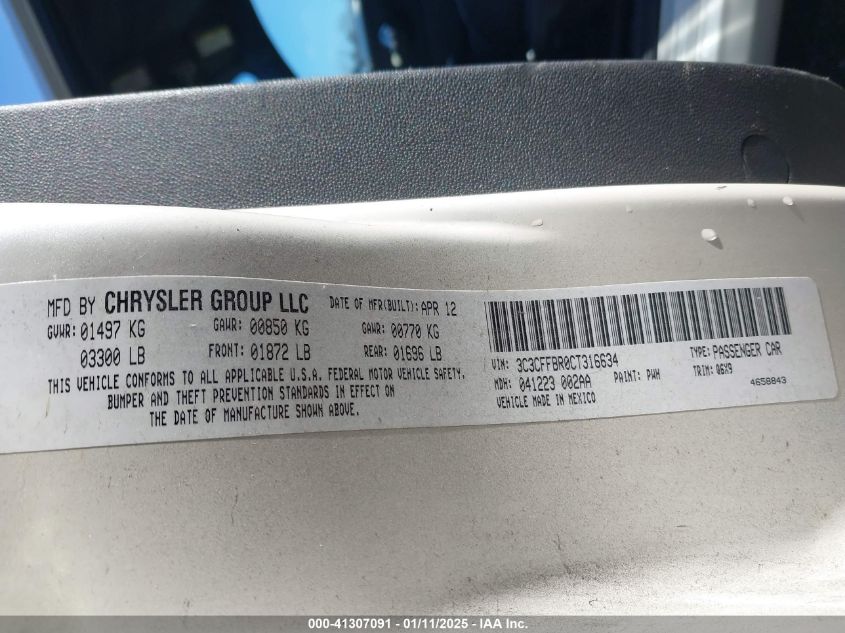 MFD BY CHRYSLER GROUP LLC DATE OF MFR(BUILT): APR 12
GVWR: 01497 KG GAWR: 00850 KG GAWR: 00770 KG
03300 LB FRONT: 01872 LB REAR: 01696 LB
THIS VEHICLE CONFORMS TO ALL APPLICABLE U.S.A. FEDERAL MOTOR VEHICLE SAFETY,
BUMPER AND THEFT PREVENTION STANDARDS IN EFFECT ON
THE DATE OF MANUFACTURE SHOWN ABOVE.
VIN: 3C3CFFBR0CT316634 TYPE: PASSENGER CAR
MDH: 041223 002AA PAINT: PWH TRIM: 06X9
VEHICLE MADE IN MEXICO 4658843
000-41307091 - 01/11/2025 - IAA Inc.